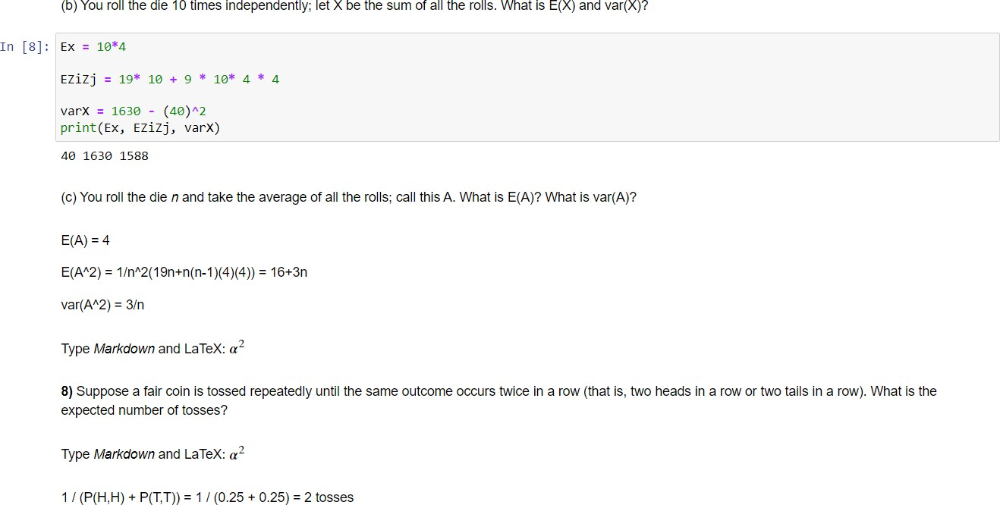 (b) You roll the die 10 times independently; let X be the sum of all the rolls. What is E(X) and var(X)?
In [8]: Ex = 10*4
EZiZj = 19* 10 + 9 * 10* 4 * 4
varX = 1630 - (40)^2
print(Ex, EZiZj, varX)
40 1630 1588
(c) You roll the die n and take the average of all the rolls; call this A. What is E(A)? What is var(A)?
E(A) = 4
E(A^2) = 1/n^2(19n+n(n-1)(4)(4)) = 16+3n
var(A^2) = 3/n
Type Markdown and LaTeX: α²
8) Suppose a fair coin is tossed repeatedly until the same outcome occurs twice in a row (that is, two heads in a row or two tails in a row). What is the
expected number of tosses?
Type Markdown and LaTeX: α²
1 / (P(H,H) + P(T,T)) = 1 / (0.25 + 0.25) = 2 tosses